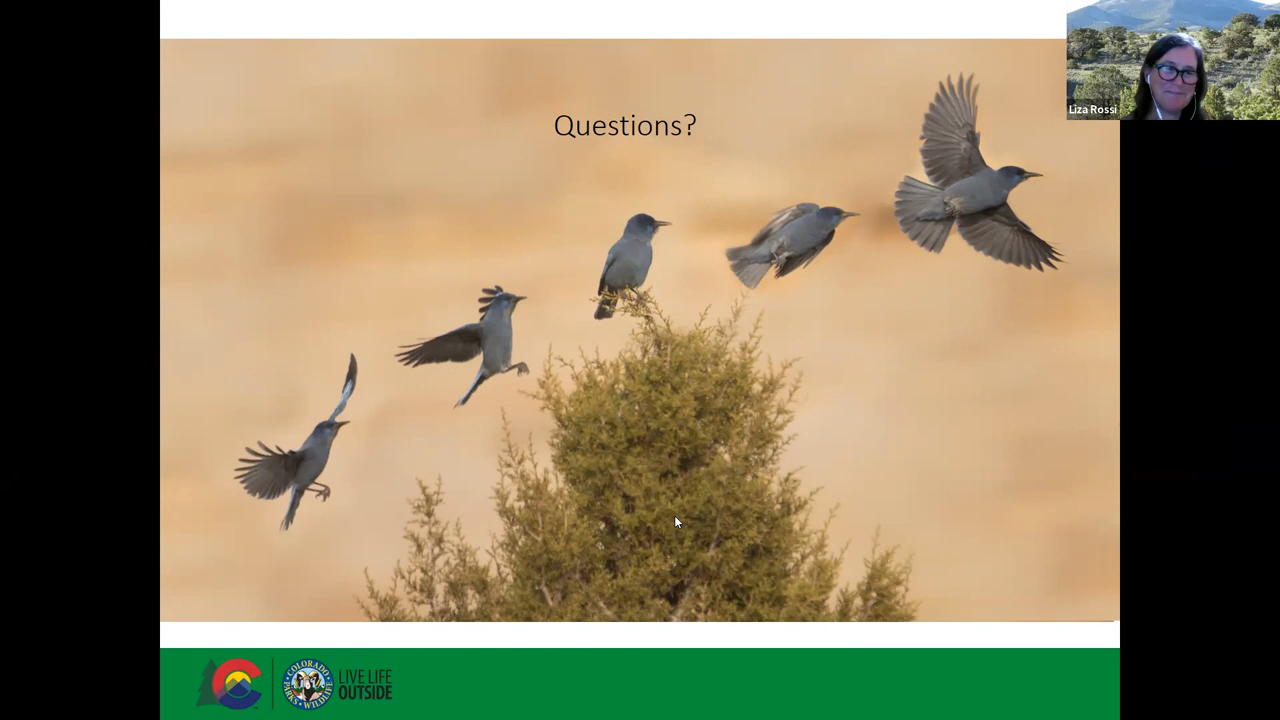 Liza Rossi
Questions?
COLORADO
PARKS & WILDLIFE
LIVE LIFE
OUTSIDE